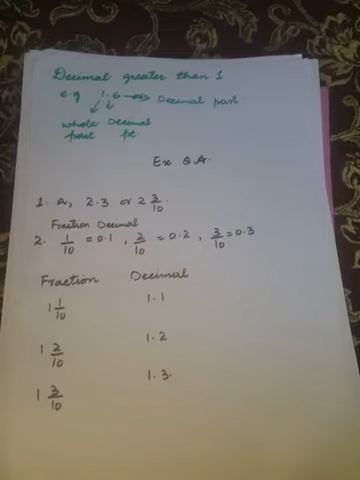 Decimal greater than 1
e.g 1.6 → Decimal part.
whole Decimal
part pt.
Ex 8A.
1. a, 2.3 or 2 3/10.
Fraction Decimal
2. 1/10 = 0.1, 2/10 = 0.2, 3/10 = 0.3
Fraction Decimal
1 1/10 1.1
1 2/10 1.2
1 3/10 1.3.